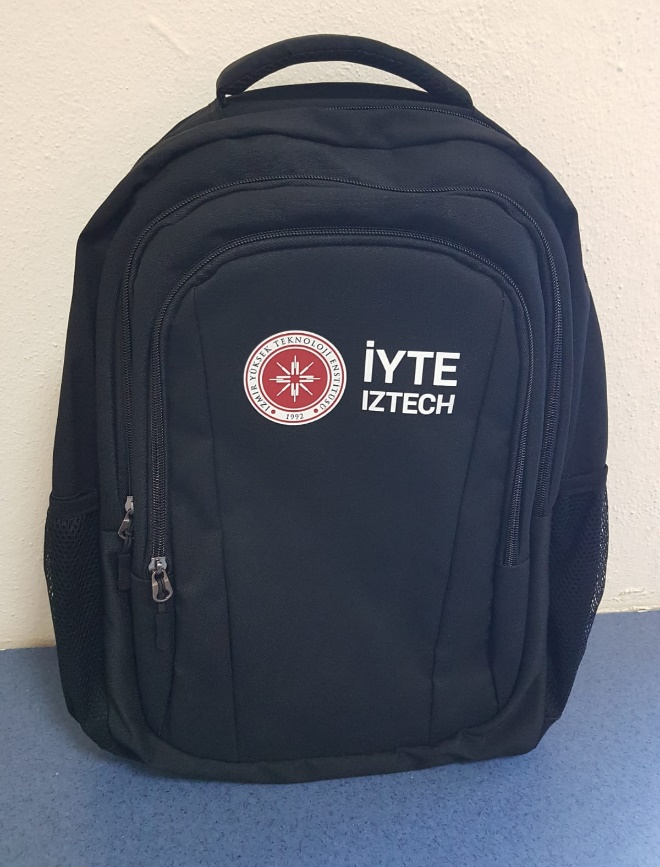 İZMİR YÜKSEK TEKNOLOJİ ENSTİTÜSÜ
1992
İYTE
IZTECH